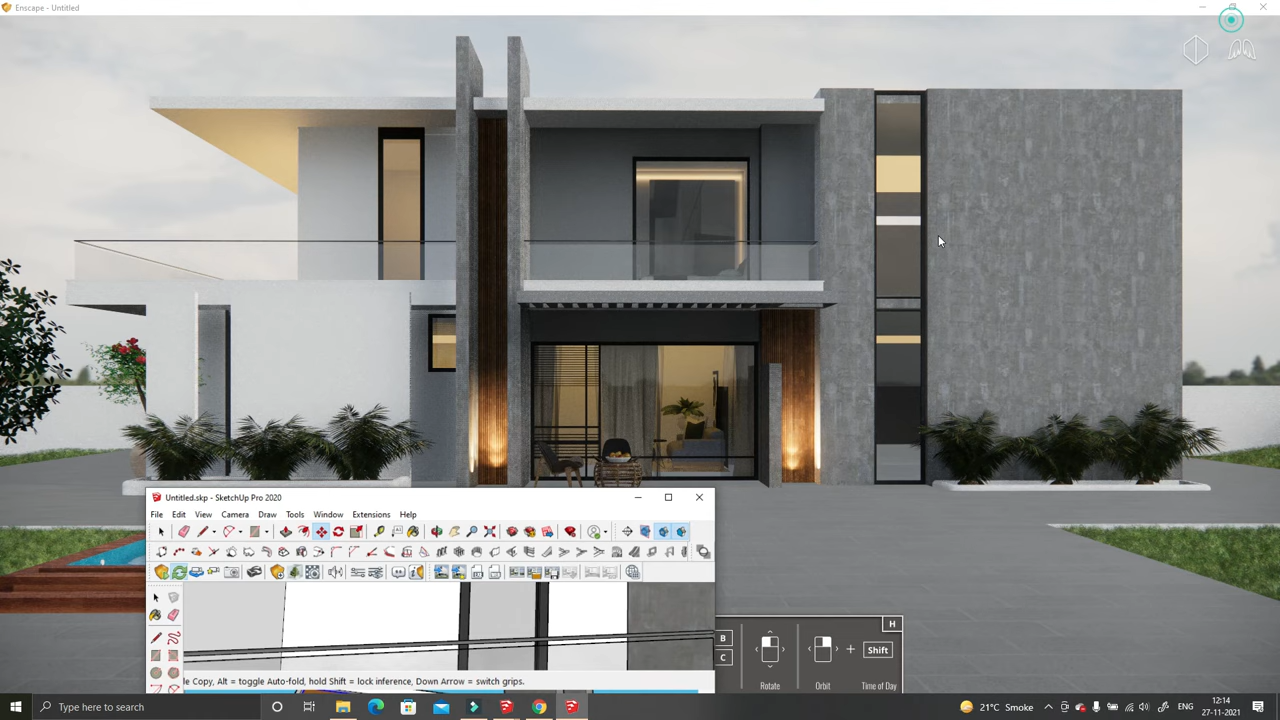 Enscape - Untitled
Untitled.skp - SketchUp Pro 2020
File Edit View Camera Draw Tools Window Extensions Help
le Copy, Alt = toggle Auto-fold, hold Shift = lock inference, Down Arrow = switch grips.
H
B
C
+ Shift
Rotate Orbit Time of Day
Type here to search
21°C Smoke
ENG
12:14
27-11-2021